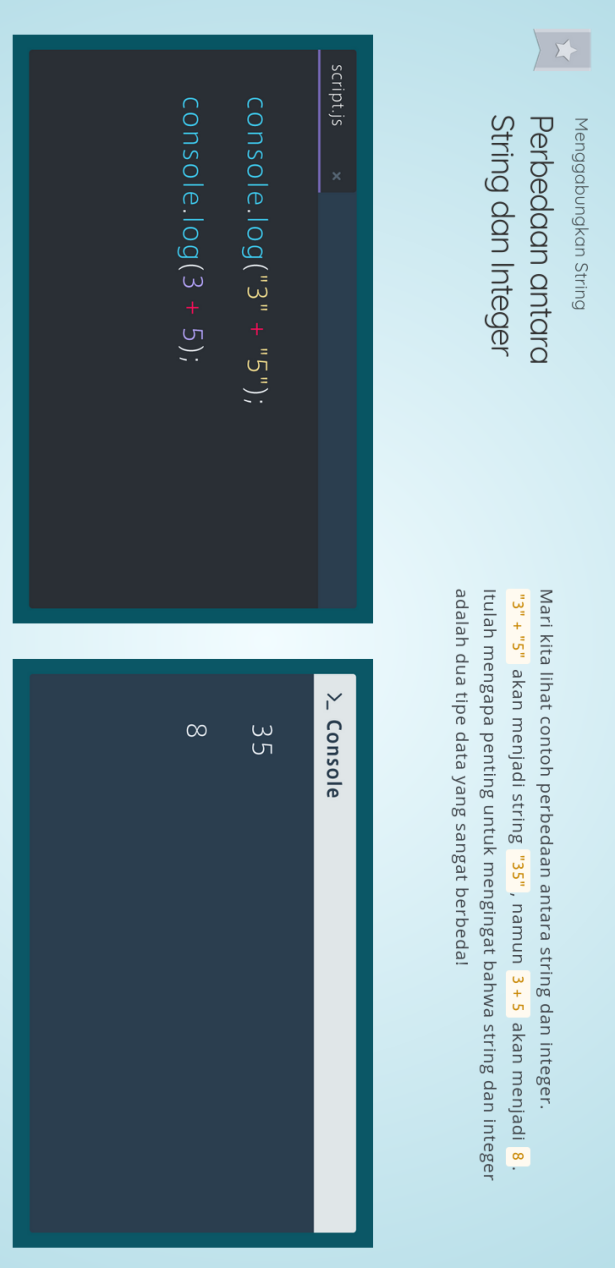 Menggabungkan String
Perbedaan antara
String dan Integer
Mari kita lihat contoh perbedaan antara string dan integer.
"3" + "5" akan menjadi string "35", namun 3 + 5 akan menjadi 8.
Itulah mengapa penting untuk mengingat bahwa string dan integer
adalah dua tipe data yang sangat berbeda!
script.js ×
console.log("3" + "5");
console.log(3 + 5);
>_ Console
35
8